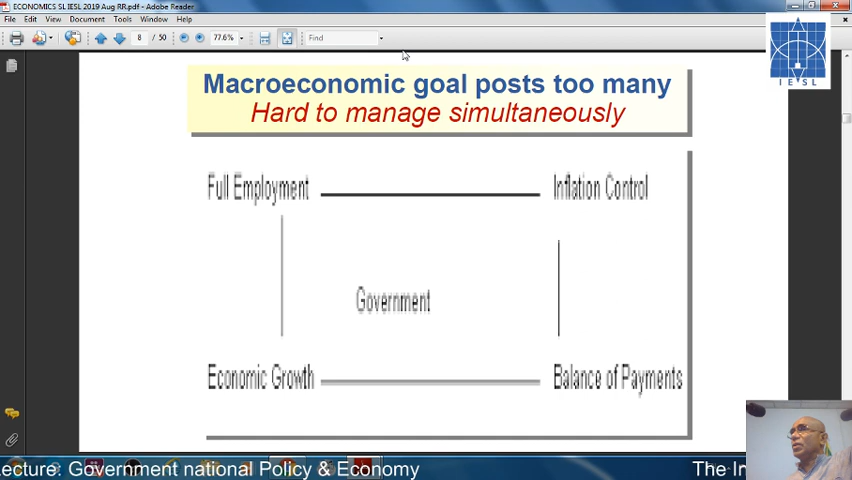 ECONOMICS SL IESL 2019 Aug RR.pdf - Adobe Reader
File Edit View Document Tools Window Help
8 / 50 77.6% Find
IESL
Macroeconomic goal posts too many
Hard to manage simultaneously
Full Employment Inflation Control
Government
Economic Growth Balance of Payments
ecture: Government national Policy & Economy The In